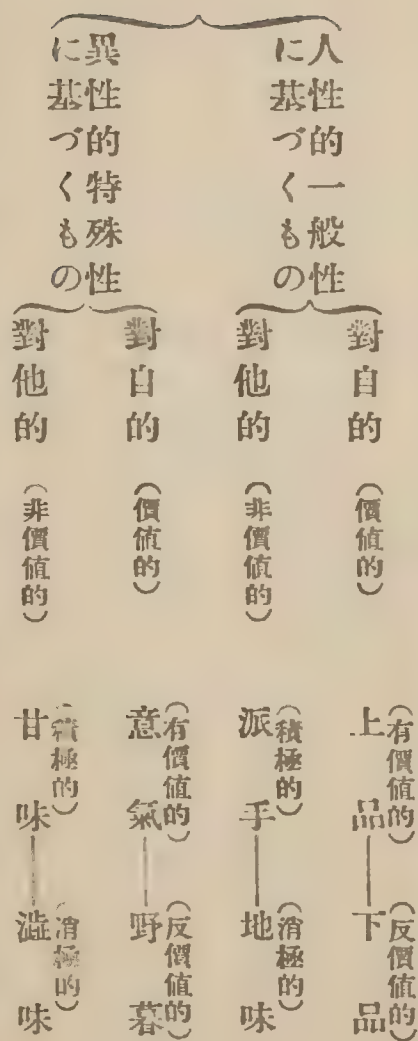 人性的一般性
に基づくもの
對自的
(價値的)
(有價値的)
上品——下品
(反價値的)
對他的
(非價値的)
(積極的)
派手——地味
(消極的)
異性的特殊性
に基づくもの
對自的
(價値的)
(有價値的)
意氣——野暮
(反價値的)
對他的
(非價値的)
(積極的)
甘味——澁味
(消極的)